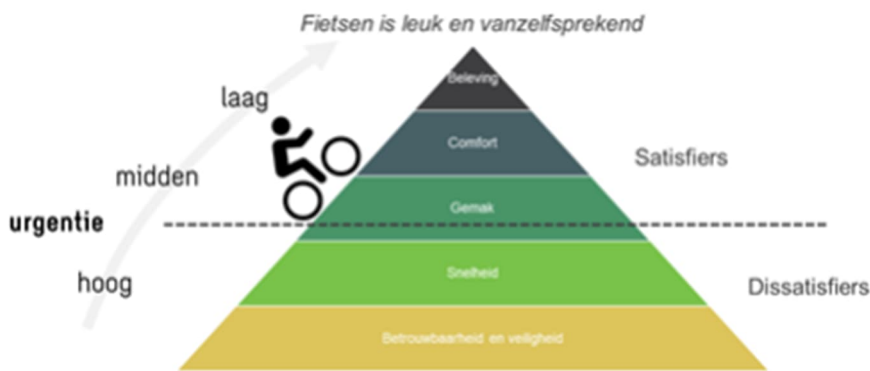 Fietsen is leuk en vanzelfsprekend
Beleving
laag
Comfort
Satisfiers
midden
Gemak
urgentie
Snelheid
hoog
Dissatisfiers
Betrouwbaarheid en veiligheid